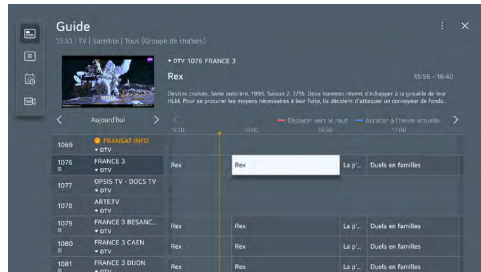 Guide
15:51 | TV | Satellite | Tous (Groupe de chaînes)
DTV 1076 FRANCE 3
Rex
15:56 - 16:40
Destins croisés. Série policière, 1995. Saison 2, 7/15. Deux hommes rêvent d'échapper à la grisaille de leur
HLM. Pour se procurer les moyens nécessaires à leur fuite, ils décident d'attaquer un convoyeur de fonds...
Aujourd'hui
Déplacer vers le haut
Accéder à l'heure actuelle
15:30 16:00 16:30 17:00
1069 FRANSAT INFO
DTV
1076 FRANCE 3 Rex Rex La p'... Duels en familles
DTV
1077 OPSIS TV - DOCS TV
DTV
1078 ARTETV
DTV
1079 FRANCE 3 BESANC... Rex Rex La p'... Duels en familles
DTV
1080 FRANCE 3 CAEN Rex Rex La p'... Duels en familles
DTV
1081 FRANCE 3 DIJON Rex Rex La p'... Duels en familles
DTV